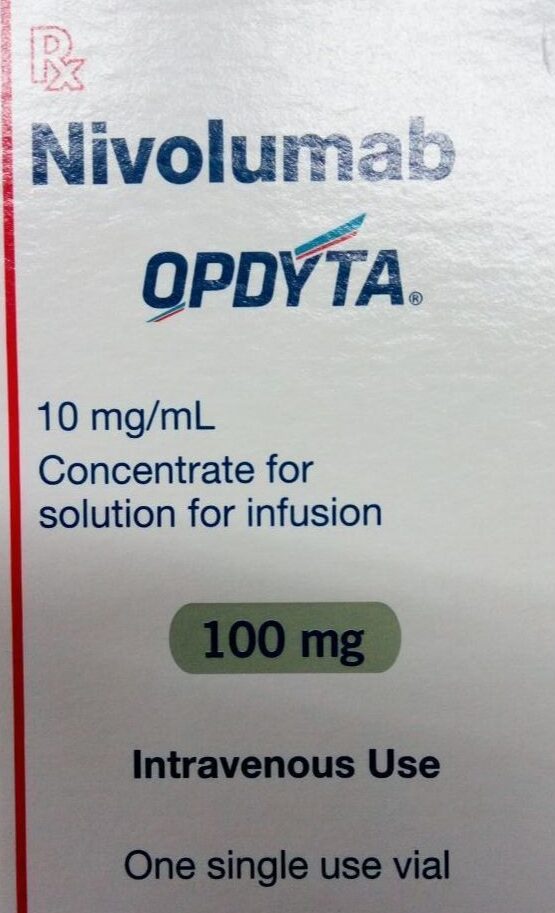 Rx
Nivolumab
OPDYTA®
10 mg/mL
Concentrate for
solution for infusion
100 mg
Intravenous Use
One single use vial